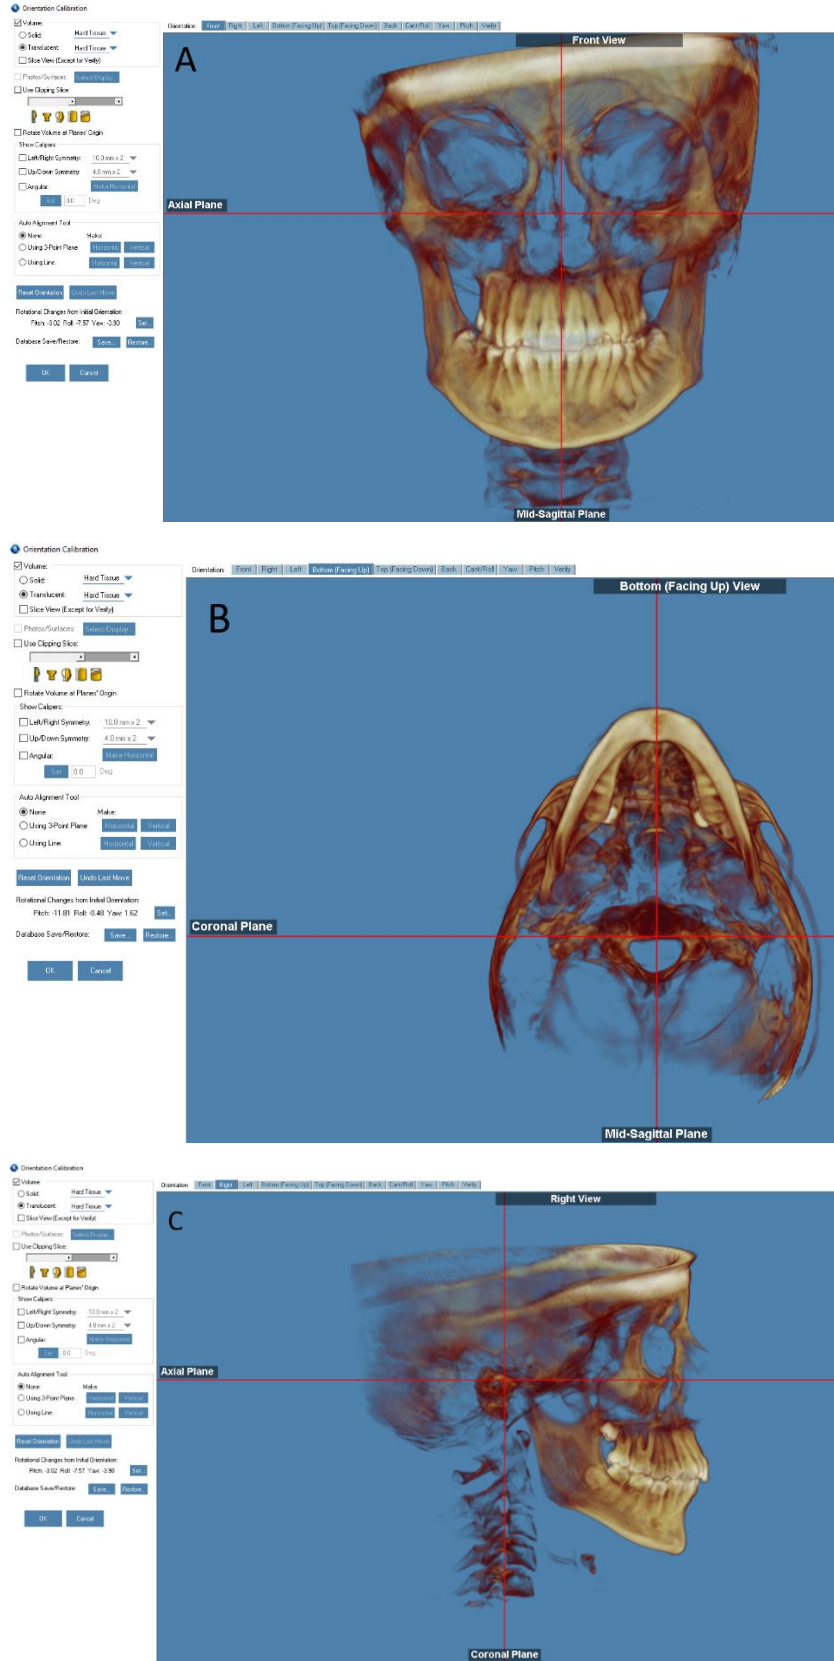 Orientation Calibration
Volume:
Solid: Hard Tissue
Translucent: Hard Tissue
Slice View (Except for Verify)
Photos/Surfaces: Select/Display...
Use Clipping Slice:
Rotate Volume at Planes' Origin
Show Calipers:
Left/Right Symmetry: 10.0 mm x 2
Up/Down Symmetry: 4.0 mm x 2
Angular: Make Horizontal
Set 0.0 Deg
Auto Alignment Tool
None Make:
Using 3-Point Plane Horizontal Vertical
Using Line: Horizontal Vertical
Reset Orientation Undo Last Move
Rotational Changes from Initial Orientation:
Pitch: -3.02 Roll: -7.57 Yaw: -3.90 Set...
Database Save/Restore: Save... Restore...
OK Cancel
Orientation: Front Right Left Bottom (Facing Up) Top (Facing Down) Back Cant/Roll Yaw Pitch Verify
A
Front View
Axial Plane
Mid-Sagittal Plane
Orientation Calibration
Volume:
Solid: Hard Tissue
Translucent: Hard Tissue
Slice View (Except for Verify)
Photos/Surfaces: Select/Display...
Use Clipping Slice:
Rotate Volume at Planes' Origin
Show Calipers:
Left/Right Symmetry: 10.0 mm x 2
Up/Down Symmetry: 4.0 mm x 2
Angular: Make Horizontal
Set 0.0 Deg
Auto Alignment Tool
None Make:
Using 3-Point Plane Horizontal Vertical
Using Line: Horizontal Vertical
Reset Orientation Undo Last Move
Rotational Changes from Initial Orientation:
Pitch: -11.81 Roll: -0.48 Yaw: 1.62 Set...
Database Save/Restore: Save... Restore...
OK Cancel
Orientation: Front Right Left Bottom (Facing Up) Top (Facing Down) Back Cant/Roll Yaw Pitch Verify
B
Bottom (Facing Up) View
Coronal Plane
Mid-Sagittal Plane
Orientation Calibration
Volume:
Solid: Hard Tissue
Translucent: Hard Tissue
Slice View (Except for Verify)
Photos/Surfaces: Select/Display...
Use Clipping Slice:
Rotate Volume at Planes' Origin
Show Calipers:
Left/Right Symmetry: 10.0 mm x 2
Up/Down Symmetry: 4.0 mm x 2
Angular: Make Horizontal
Set 0.0 Deg
Auto Alignment Tool
None Make:
Using 3-Point Plane Horizontal Vertical
Using Line: Horizontal Vertical
Reset Orientation Undo Last Move
Rotational Changes from Initial Orientation:
Pitch: -3.02 Roll: -7.57 Yaw: -3.90 Set...
Database Save/Restore: Save... Restore...
OK Cancel
Orientation: Front Right Left Bottom (Facing Up) Top (Facing Down) Back Cant/Roll Yaw Pitch Verify
C
Right View
Axial Plane
Coronal Plane